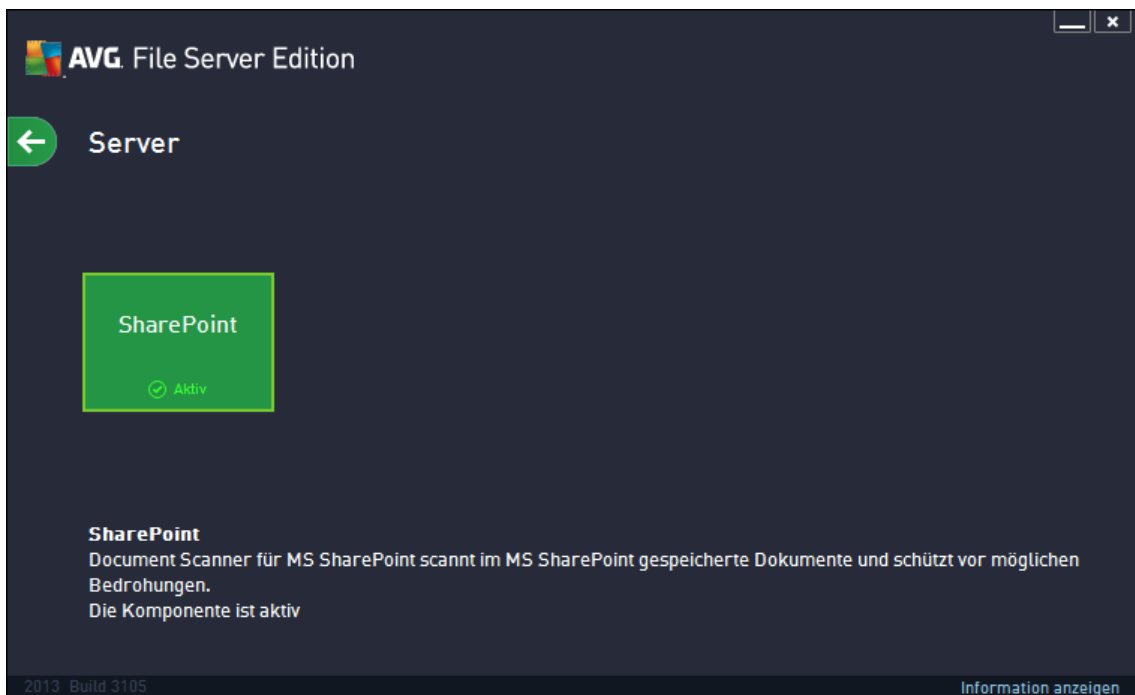 AVG. File Server Edition
Server
SharePoint
Aktiv
SharePoint
Document Scanner für MS SharePoint scannt im MS SharePoint gespeicherte Dokumente und schützt vor möglichen
Bedrohungen.
Die Komponente ist aktiv
2013 Build 3105
Information anzeigen